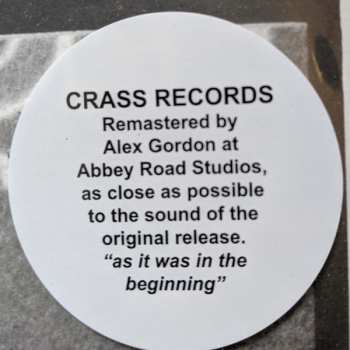 CRASS RECORDS
Remastered by
Alex Gordon at
Abbey Road Studios,
as close as possible
to the sound of the
original release.
“as it was in the
beginning”